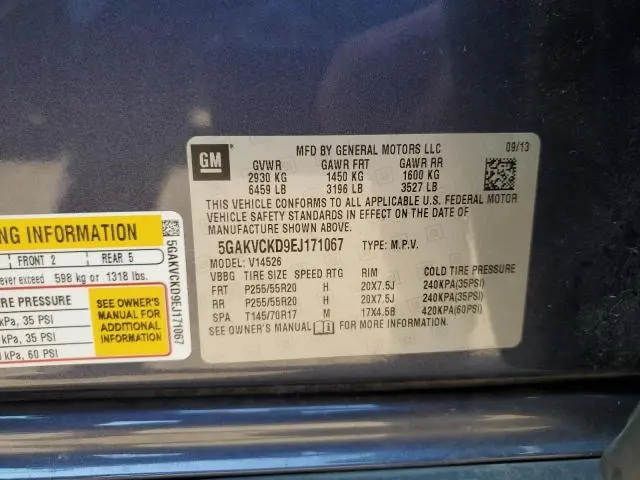 GM
MFD BY GENERAL MOTORS LLC
09/13
GVWR GAWR FRT GAWR RR
2930 KG 1450 KG 1600 KG
6459 LB 3196 LB 3527 LB
THIS VEHICLE CONFORMS TO ALL APPLICABLE U.S. FEDERAL MOTOR
VEHICLE SAFETY STANDARDS IN EFFECT ON THE DATE OF
MANUFACTURE SHOWN ABOVE.
5GAKVCKD9EJ171067 TYPE: M.P.V.
MODEL: V14526
VBBG TIRE SIZE SPEED RTG RIM COLD TIRE PRESSURE
FRT P255/55R20 H 20X7.5J 240KPA(35PSI)
RR P255/55R20 H 20X7.5J 240KPA(35PSI)
SPA T145/70R17 M 17X4.5B 420KPA(60PSI)
SEE OWNER'S MANUAL i FOR MORE INFORMATION.
NG INFORMATION
FRONT 2 REAR 5
ever exceed 598 kg or 1318 lbs.
RE PRESSURE
kPa, 35 PSI
kPa, 35 PSI
kPa, 60 PSI
SEE OWNER'S
MANUAL FOR
ADDITIONAL
INFORMATION
5GAKVCKD9EJ171067